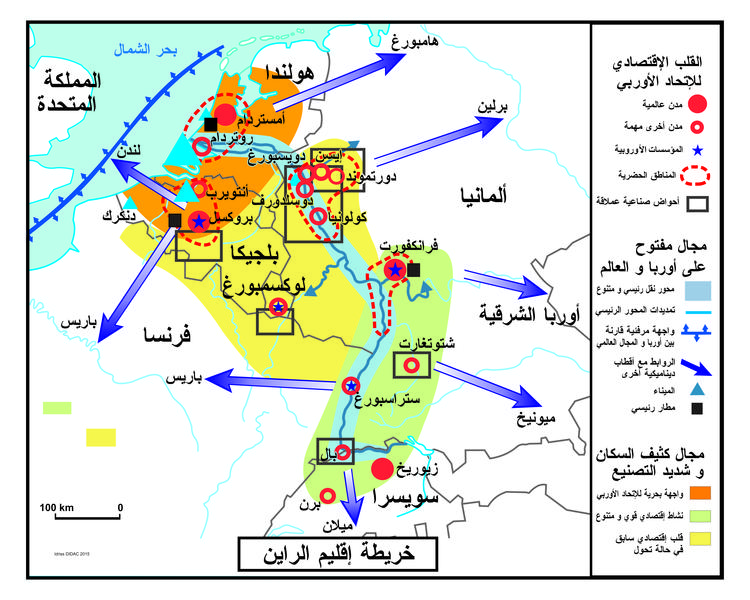 القلب الإقتصادي
للإتحاد الأوربي
مدن عالمية
مدن أخرى مهمة
المؤسسات الأوروبية
المناطق الحضرية
أحواض صناعية عملاقة
مجال مفتوح
على أوربا و العالم
محور نقل رئيسي و متنوع
تمديدات المحور الرئيسي
واجهة مرفئية قارنة
بين أوربا و المجال العالمي
الروابط مع أقطاب
ديناميكية أخرى
الميناء
مطار رئيسي
مجال كثيف السكان
و شديد التصنيع
واجهة بحرية للإتحاد الأوربي
نشاط إقتصادي قوي و متنوع
قلب إقتصادي سابق
في حالة تحول
بحر الشمال
هامبورغ
هولندا
المملكة
المتحدة
أمستردام
برلين
روتردام
لندن
إيسن
دويسبورغ
دورتموند
أنتويرب
دوسلدورف
ألمانيا
دنكرك
بروكسل
كولونيا
بلجيكا
فرانكفورت
لوكسمبورغ
أوربا الشرقية
باريس
فرنسا
شتوتغارت
باريس
ستراسبورغ
ميونيخ
بال
زيوريخ
سويسرا
برن
100 km
0
ميلان
خريطة إقليم الراين
Idriss DIDAC 2015